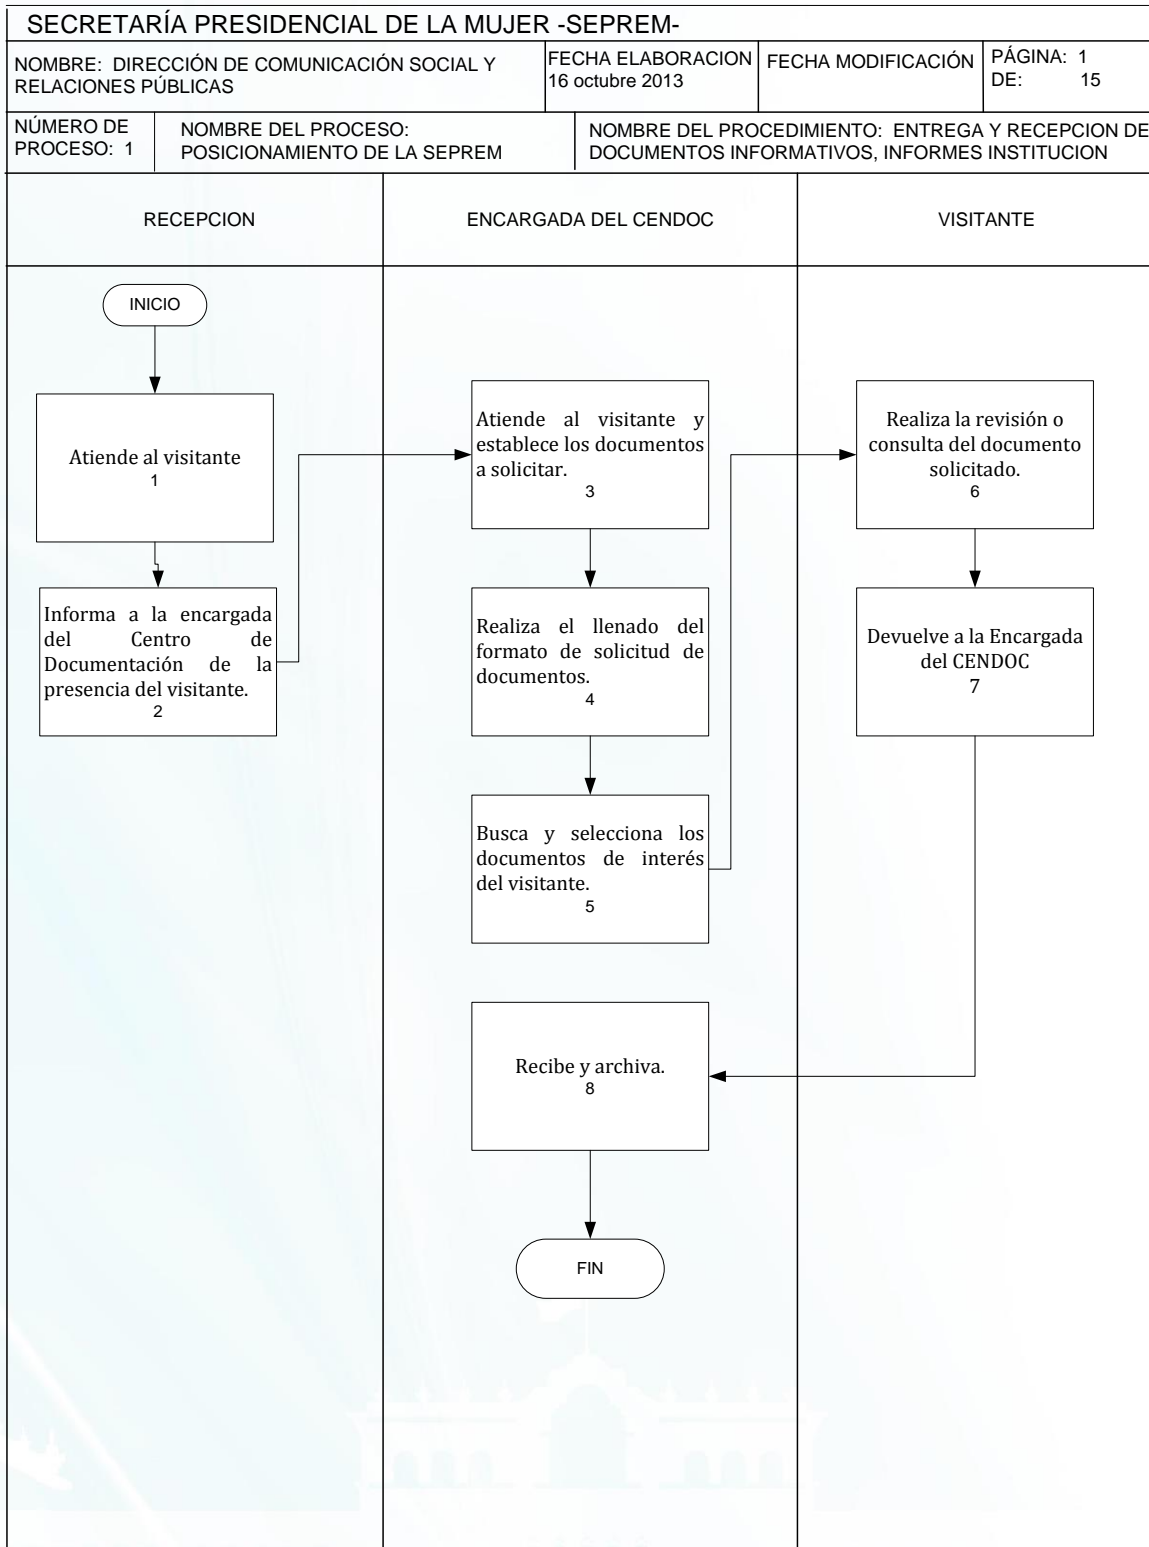 SECRETARÍA PRESIDENCIAL DE LA MUJER -SEPREM-
NOMBRE: DIRECCIÓN DE COMUNICACIÓN SOCIAL Y
RELACIONES PÚBLICAS
FECHA ELABORACION
16 octubre 2013
FECHA MODIFICACIÓN
PÁGINA: 1
DE: 15
NÚMERO DE
PROCESO: 1
NOMBRE DEL PROCESO:
POSICIONAMIENTO DE LA SEPREM
NOMBRE DEL PROCEDIMIENTO: ENTREGA Y RECEPCION DE
DOCUMENTOS INFORMATIVOS, INFORMES INSTITUCION
RECEPCION
ENCARGADA DEL CENDOC
VISITANTE
INICIO
Atiende al visitante
1
Informa a la encargada
del Centro de
Documentación de la
presencia del visitante.
2
Atiende al visitante y
establece los documentos
a solicitar.
3
Realiza el llenado del
formato de solicitud de
documentos.
4
Busca y selecciona los
documentos de interés
del visitante.
5
Realiza la revisión o
consulta del documento
solicitado.
6
Devuelve a la Encargada
del CENDOC
7
Recibe y archiva.
8
FIN